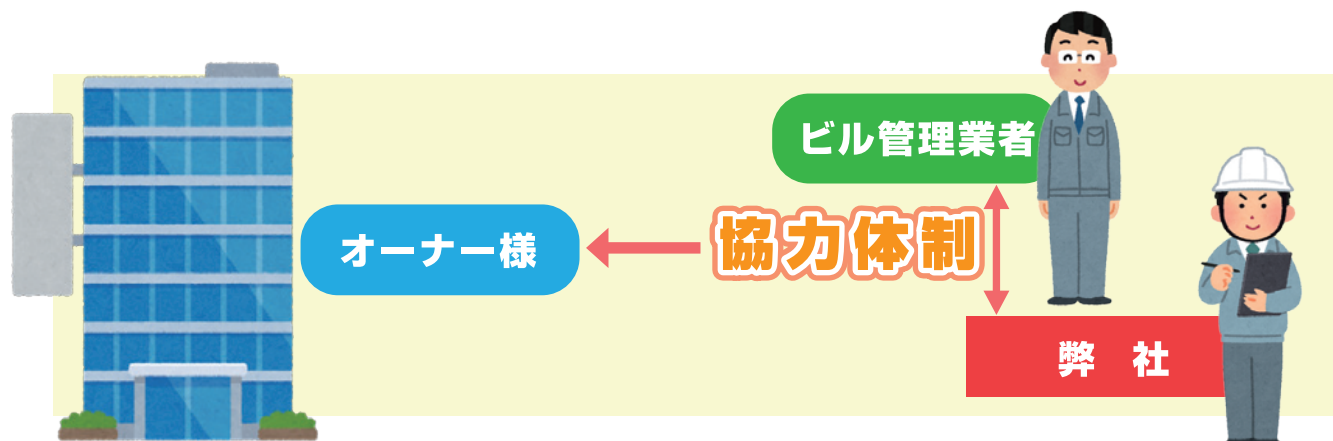 ビル管理業者
オーナー様
協力体制
弊　社